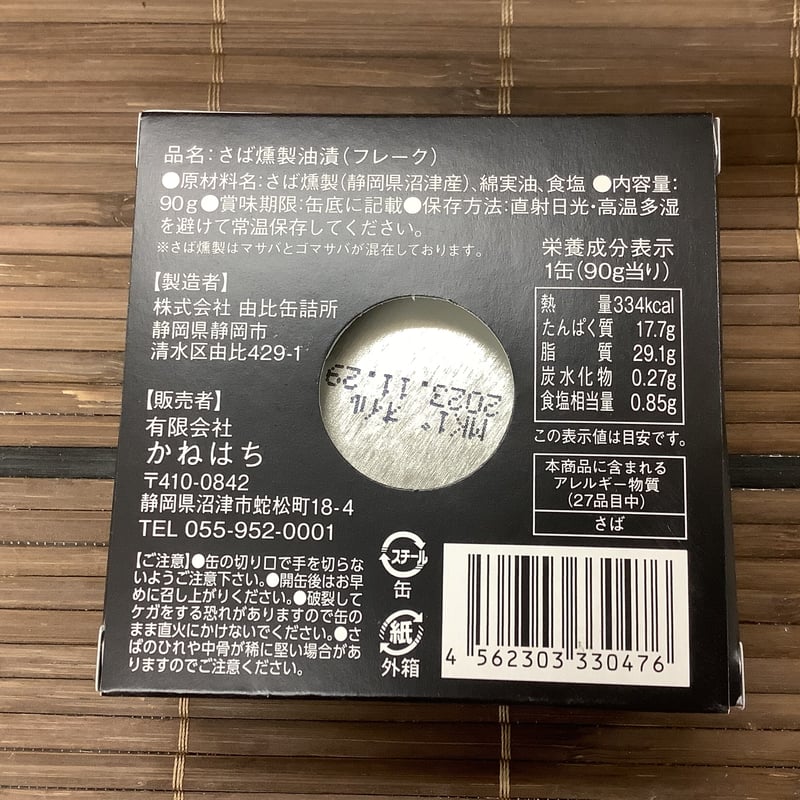 品名：さば燻製油漬（フレーク）
●原材料名：さば燻製（静岡県沼津産）、綿実油、食塩 ●内容量：
90g●賞味期限：缶底に記載●保存方法：直射日光・高温多湿
を避けて常温保存してください。
※さば燻製はマサバとゴマサバが混在しております。
【製造者】
株式会社 由比缶詰所
静岡県静岡市
清水区由比429-1
【販売者】
有限会社
かねはち
〒410-0842
静岡県沼津市蛇松町18-4
TEL 055-952-0001
【ご注意】●缶の切り口で手を切らな
いようご注意下さい。●開缶後はお早
めに召し上がりください。●破裂して
ケガをする恐れがありますので缶の
まま直火にかけないでください。●さ
ばのひれや中骨が稀に堅い場合があ
りますのでご注意ください。
MK1°
2023.11.29
栄養成分表示
1缶（90g当り）
熱量 334kcal
たんぱく質 17.7g
脂質 29.1g
炭水化物 0.27g
食塩相当量 0.85g
この表示値は目安です。
本商品に含まれる
アレルギー物質
（27品目中）
さば
スチール
缶
紙
外箱
4 562303 330476